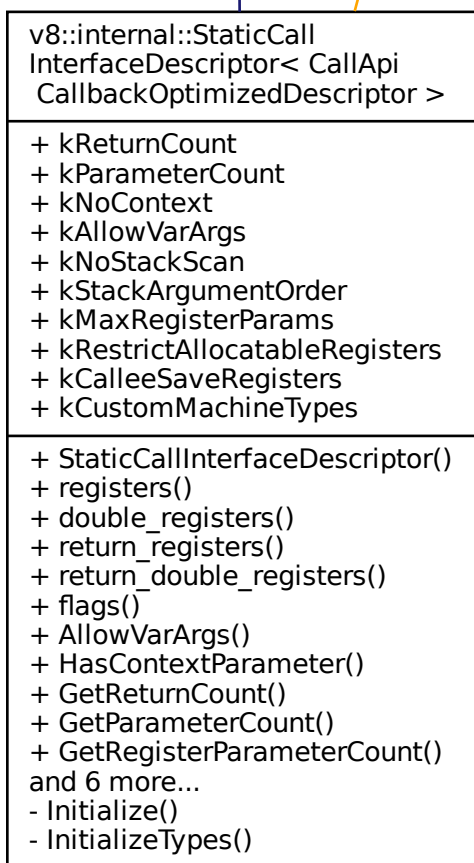 v8::internal::StaticCall
InterfaceDescriptor< CallApi
CallbackOptimizedDescriptor >
+ kReturnCount
+ kParameterCount
+ kNoContext
+ kAllowVarArgs
+ kNoStackScan
+ kStackArgumentOrder
+ kMaxRegisterParams
+ kRestrictAllocatableRegisters
+ kCalleeSaveRegisters
+ kCustomMachineTypes
+ StaticCallInterfaceDescriptor()
+ registers()
+ double_registers()
+ return_registers()
+ return_double_registers()
+ flags()
+ AllowVarArgs()
+ HasContextParameter()
+ GetReturnCount()
+ GetParameterCount()
+ GetRegisterParameterCount()
and 6 more...
- Initialize()
- InitializeTypes()